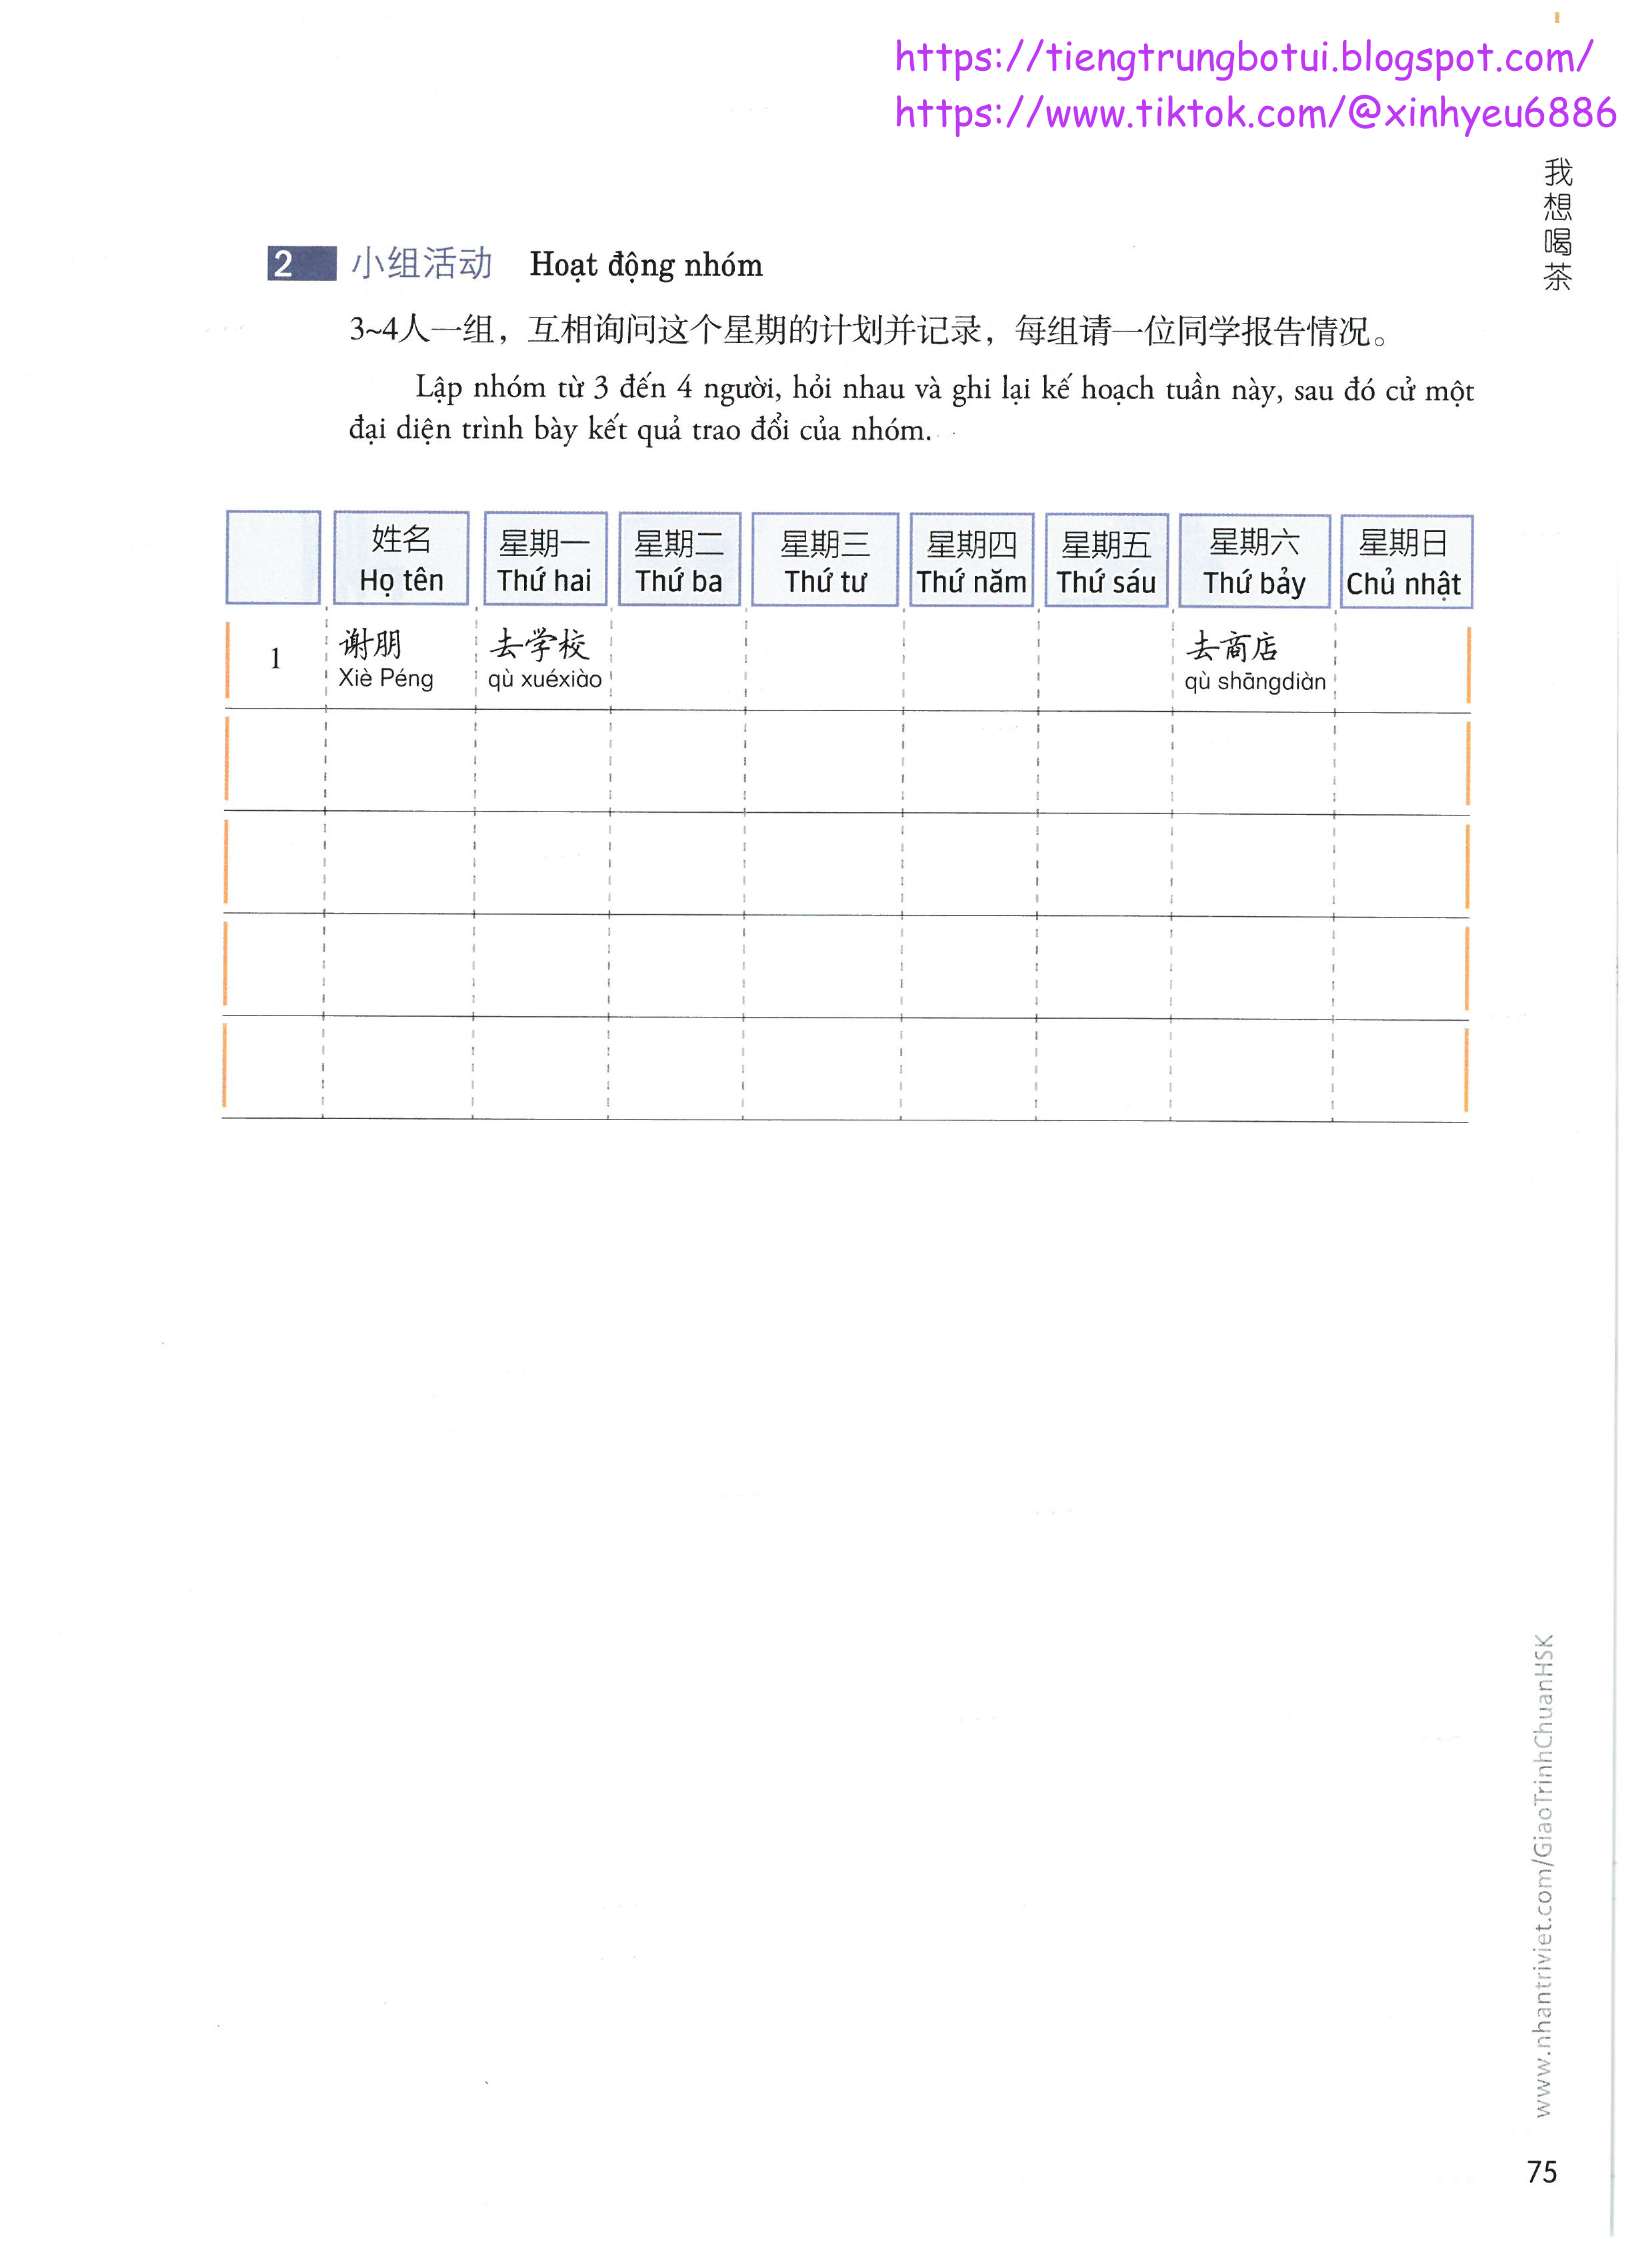 https://tiengtrungbotui.blogspot.com/
https://www.tiktok.com/@xinhyeu6886
我想喝茶
2 小组活动 Hoạt động nhóm
3~4人一组，互相询问这个星期的计划并记录，每组请一位同学报告情况。
Lập nhóm từ 3 đến 4 người, hỏi nhau và ghi lại kế hoạch tuần này, sau đó cử một
đại diện trình bày kết quả trao đổi của nhóm.
姓名 星期一 星期二 星期三 星期四 星期五 星期六 星期日
Họ tên Thứ hai Thứ ba Thứ tư Thứ năm Thứ sáu Thứ bảy Chủ nhật
1 谢朋 去学校 去商店
Xiè Péng qù xuéxiào qù shāngdiàn
www.nhantriviet.com/GiaoTrinhChuanHSK
75